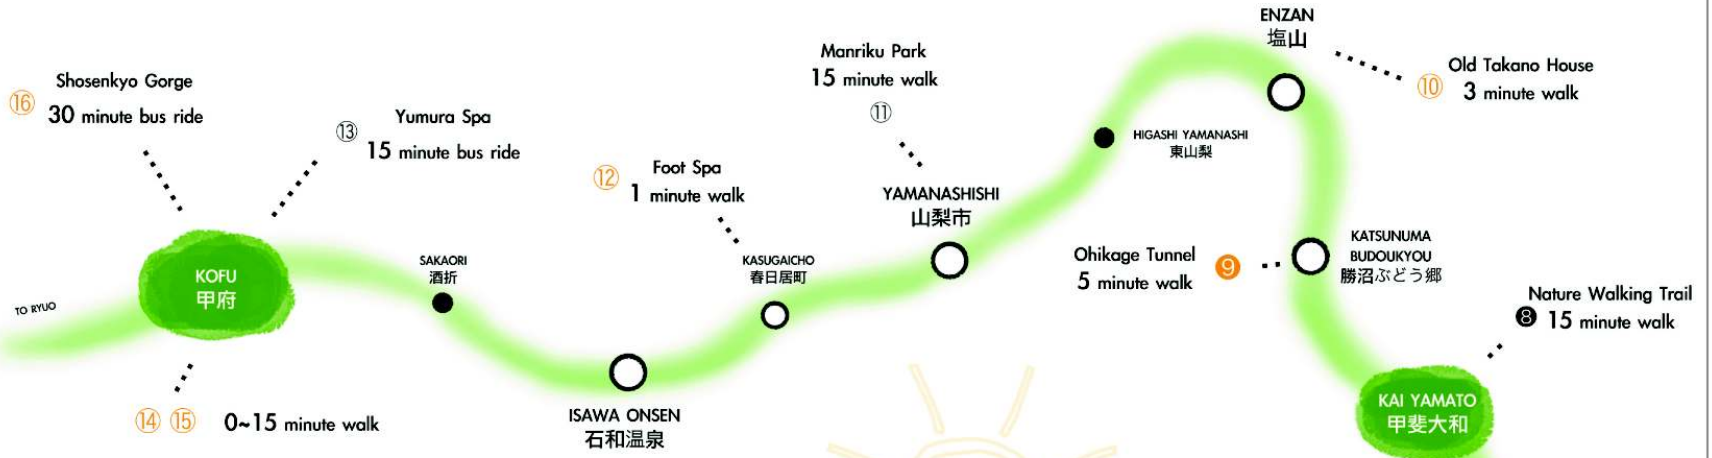 ENZAN
塩山
Manriku Park
15 minute walk
⑪
Old Takano House
⑩ 3 minute walk
Shosenkyo Gorge
⑯ 30 minute bus ride
Yumura Spa
⑬ 15 minute bus ride
HIGASHI YAMANASHI
東山梨
Foot Spa
⑫ 1 minute walk
YAMANASHISHI
山梨市
KATSUNUMA
BUDOUKYOU
勝沼ぶどう郷
Ohikage Tunnel
❾
5 minute walk
SAKAORI
酒折
KASUGAICHO
春日居町
KOFU
甲府
TO RYUO
Nature Walking Trail
❽ 15 minute walk
ISAWA ONSEN
石和温泉
KAI YAMATO
甲斐大和
⑭ ⑮ 0~15 minute walk